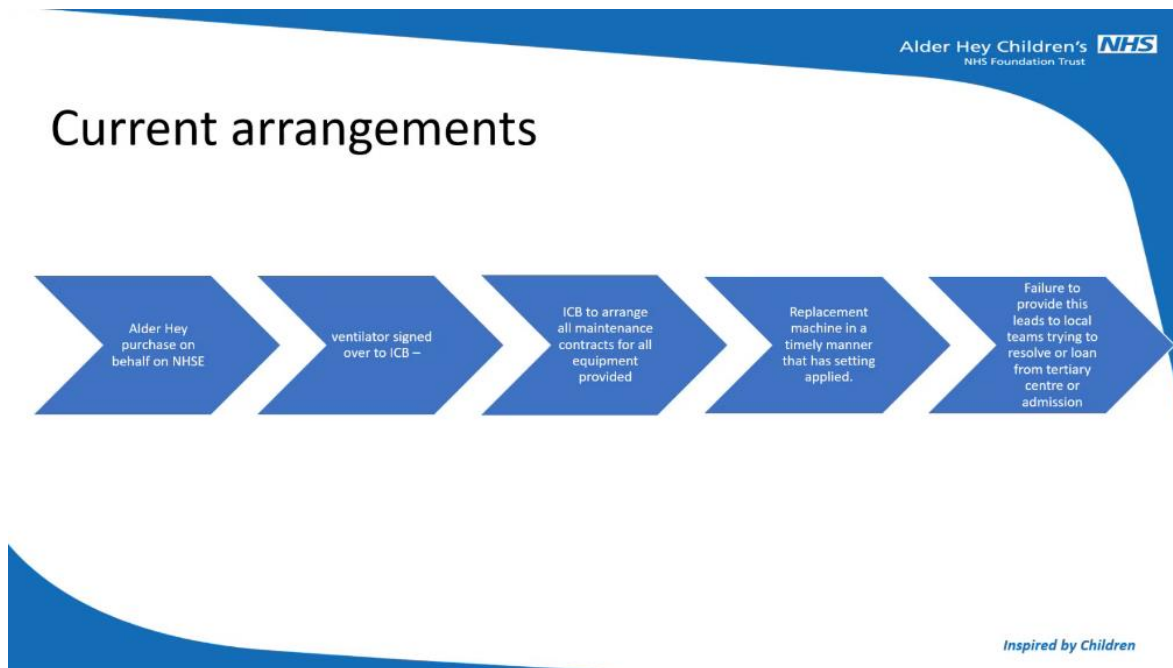 Alder Hey Children's NHS
NHS Foundation Trust
Current arrangements
Alder Hey
purchase on
behalf on NHSE
ventilator signed
over to ICB –
ICB to arrange
all maintenance
contracts for all
equipment
provided
Replacement
machine in a
timely manner
that has setting
applied.
Failure to
provide this
leads to local
teams trying to
resolve or loan
from tertiary
centre or
admission
Inspired by Children